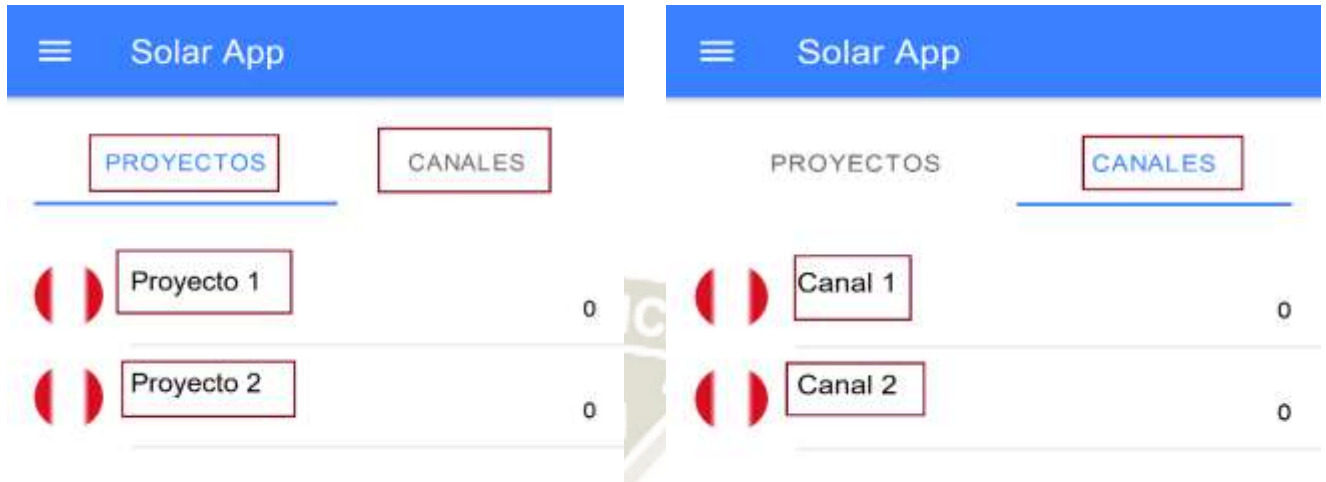 Solar App
PROYECTOS CANALES
Proyecto 1
0
Proyecto 2
0
Solar App
PROYECTOS CANALES
Canal 1
0
Canal 2
0